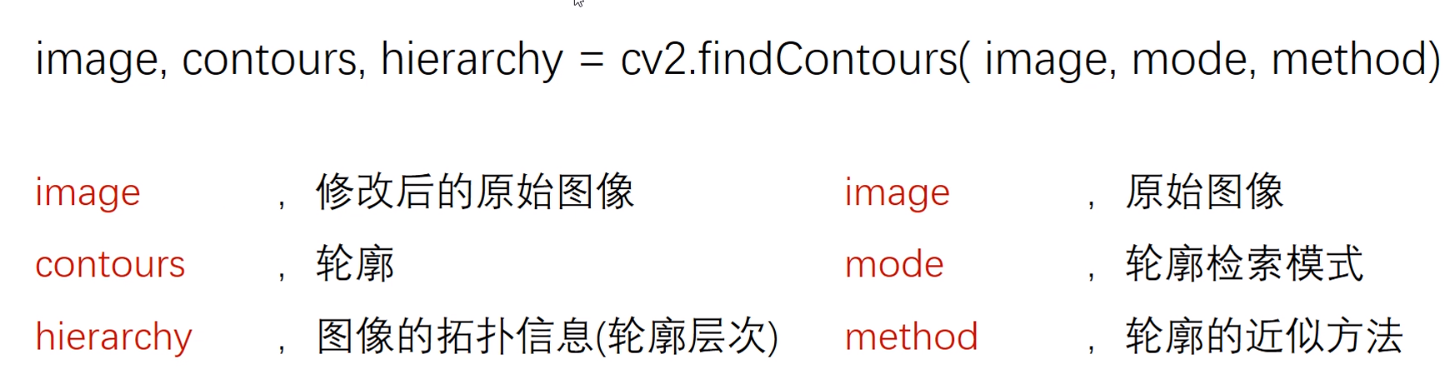 image, contours, hierarchy = cv2.findContours( image, mode, method)
image , 修改后的原始图像 image , 原始图像
contours , 轮廓 mode , 轮廓检索模式
hierarchy , 图像的拓扑信息(轮廓层次) method , 轮廓的近似方法